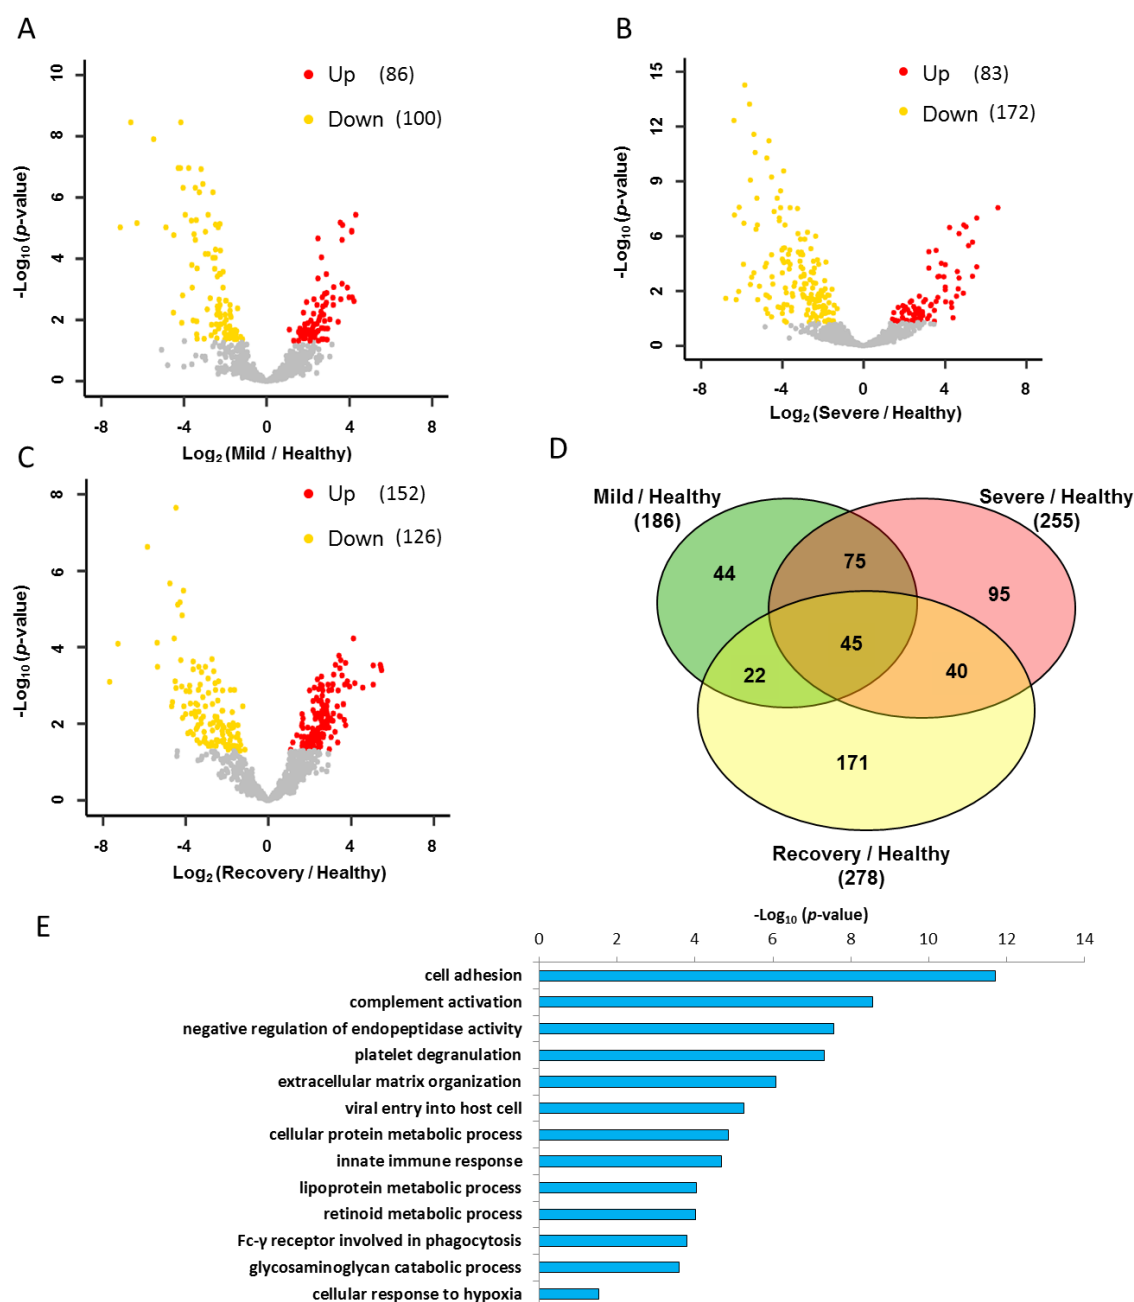 A
10
8
6
4
2
0
-Log10 (p-value)
Up (86)
Down (100)
-8 -4 0 4 8
Log2 (Mild / Healthy)
B
15
12
9
6
2
0
-Log10 (p-value)
Up (83)
Down (172)
-8 -4 0 4 8
Log2 (Severe / Healthy)
C
8
6
4
2
0
-Log10 (p-value)
Up (152)
Down (126)
-8 -4 0 4 8
Log2 (Recovery / Healthy)
D
Mild / Healthy
(186)
Severe / Healthy
(255)
44
75
95
45
22
40
171
Recovery / Healthy
(278)
E
-Log10 (p-value)
0 2 4 6 8 10 12 14
cell adhesion
complement activation
negative regulation of endopeptidase activity
platelet degranulation
extracellular matrix organization
viral entry into host cell
cellular protein metabolic process
innate immune response
lipoprotein metabolic process
retinoid metabolic process
Fc-γ receptor involved in phagocytosis
glycosaminoglycan catabolic process
cellular response to hypoxia